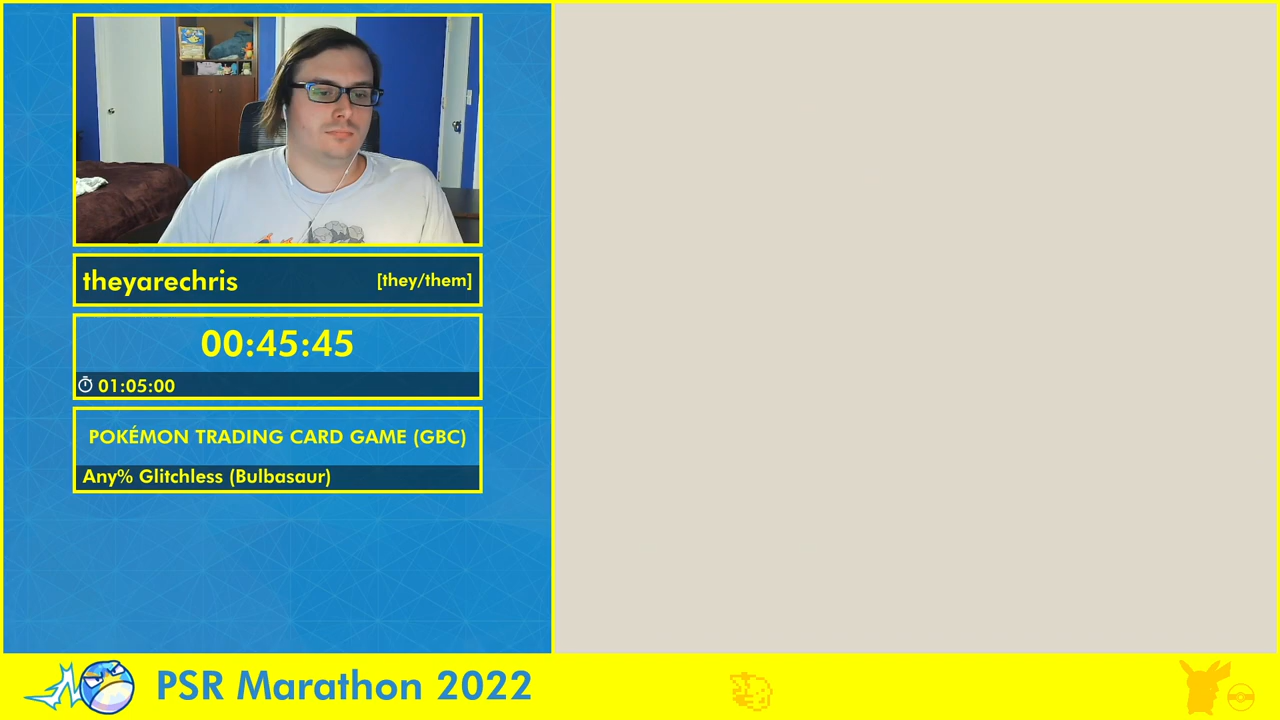 theyarechris [they/them]
00:45:45
01:05:00
POKÉMON TRADING CARD GAME (GBC)
Any% Glitchless (Bulbasaur)
PSR Marathon 2022